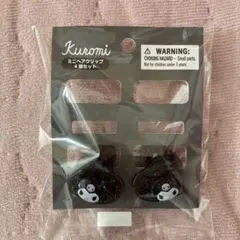 Kuromi
ミニヘアクリップ
4個セット
WARNING:
CHOKING HAZARD — Small parts.
Not for children under 3 years.